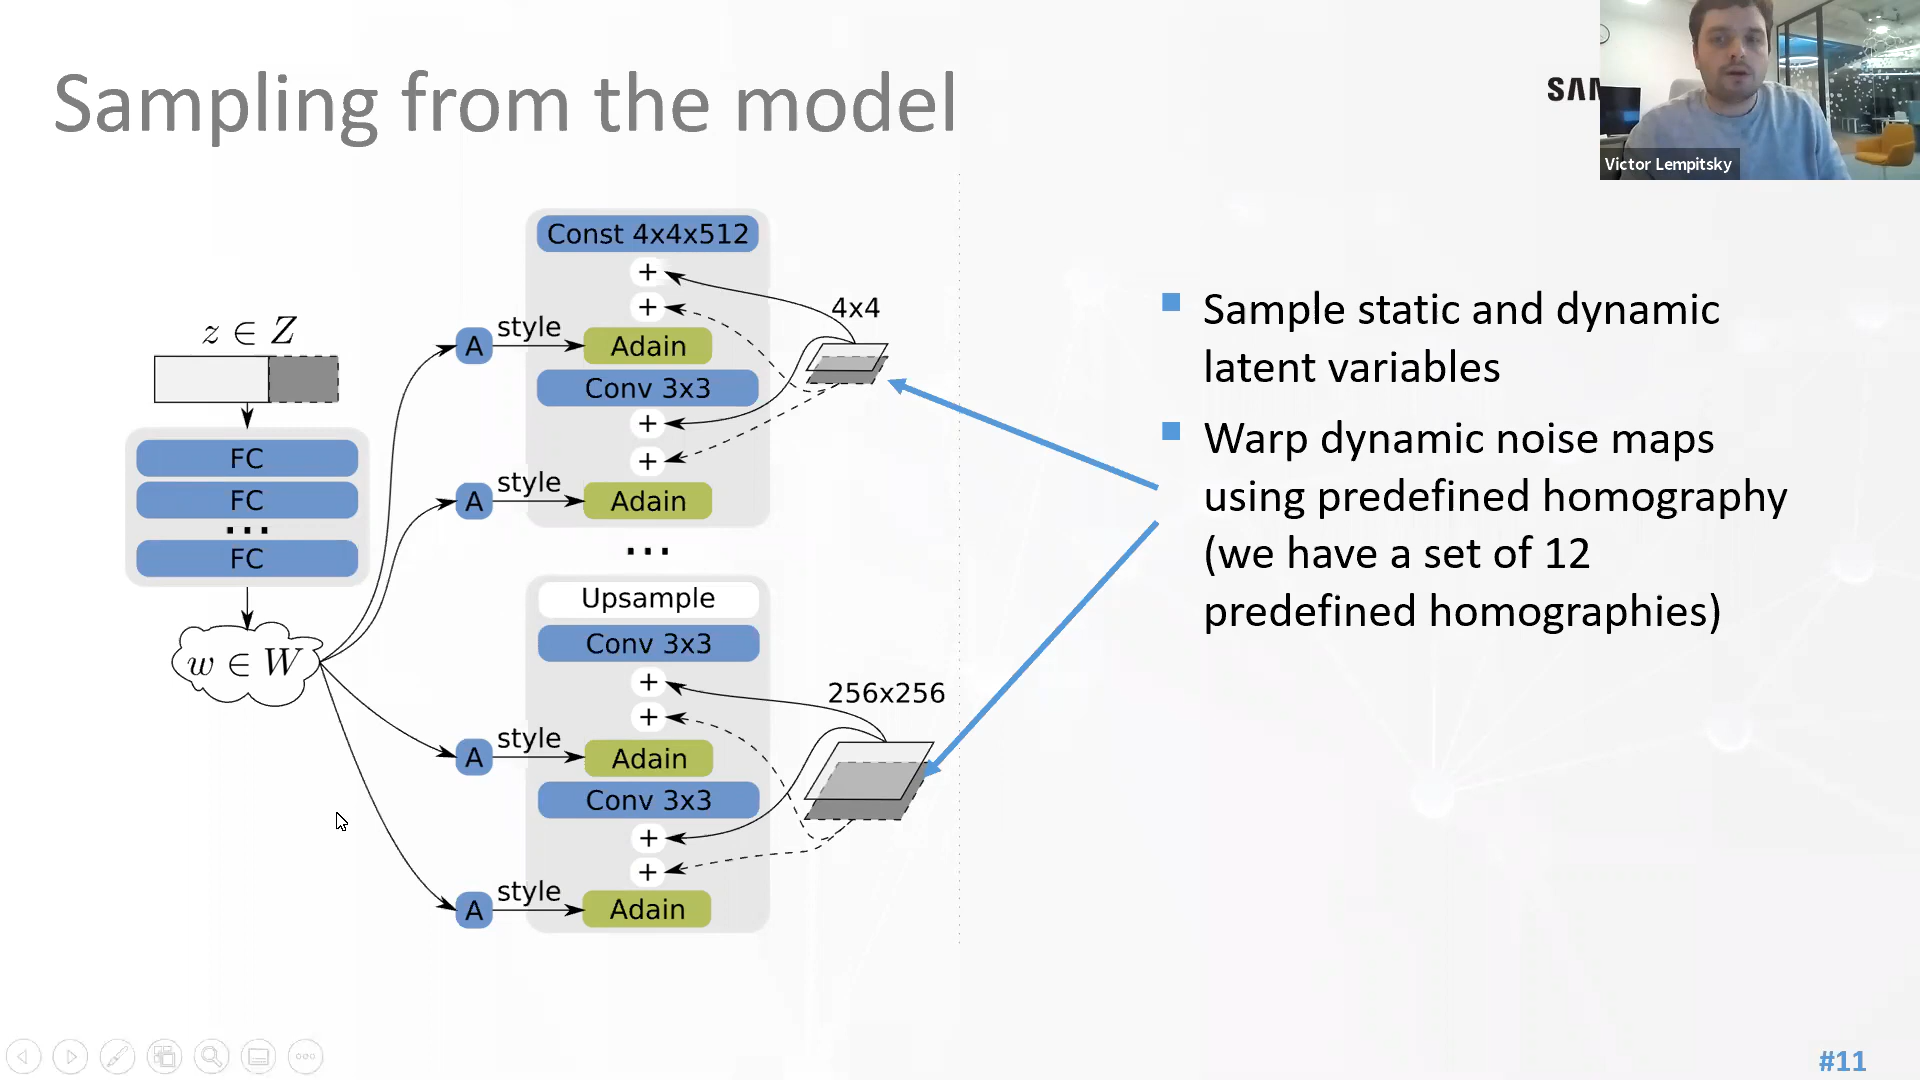 Sampling from the model
SAM
Victor Lempitsky
Const 4x4x512
+
+
4x4
z ∈ Z
A
style
Adain
FC
Conv 3x3
+
+
FC
A
style
Adain
...
FC
...
w ∈ W
Upsample
Conv 3x3
+
256x256
+
A
style
Adain
Conv 3x3
+
+
A
style
Adain
Sample static and dynamic
latent variables
Warp dynamic noise maps
using predefined homography
(we have a set of 12
predefined homographies)
#11